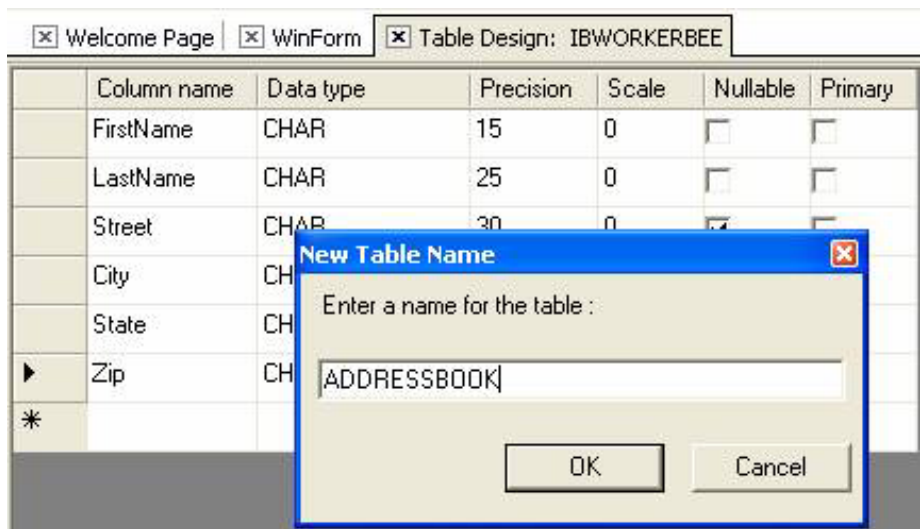 Welcome Page WinForm Table Design: IBWORKERBEE
Column name Data type Precision Scale Nullable Primary
FirstName CHAR 15 0
LastName CHAR 25 0
Street CHAR 30 0
New Table Name
City CH
Enter a name for the table :
State CH
Zip CH
ADDRESSBOOK
OK Cancel